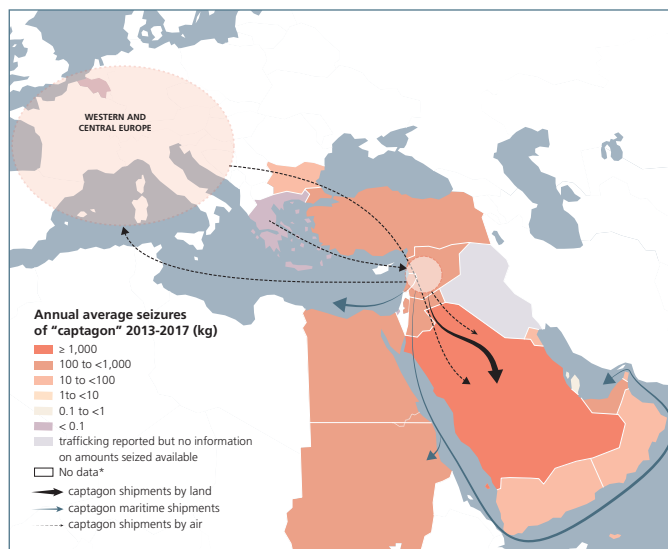 WESTERN AND
CENTRAL EUROPE
Annual average seizures
of “captagon” 2013-2017 (kg)
≥ 1,000
100 to <1,000
10 to <100
1to <10
0.1 to <1
< 0.1
trafficking reported but no information
on amounts seized available
No data*
captagon shipments by land
captagon maritime shipments
captagon shipments by air